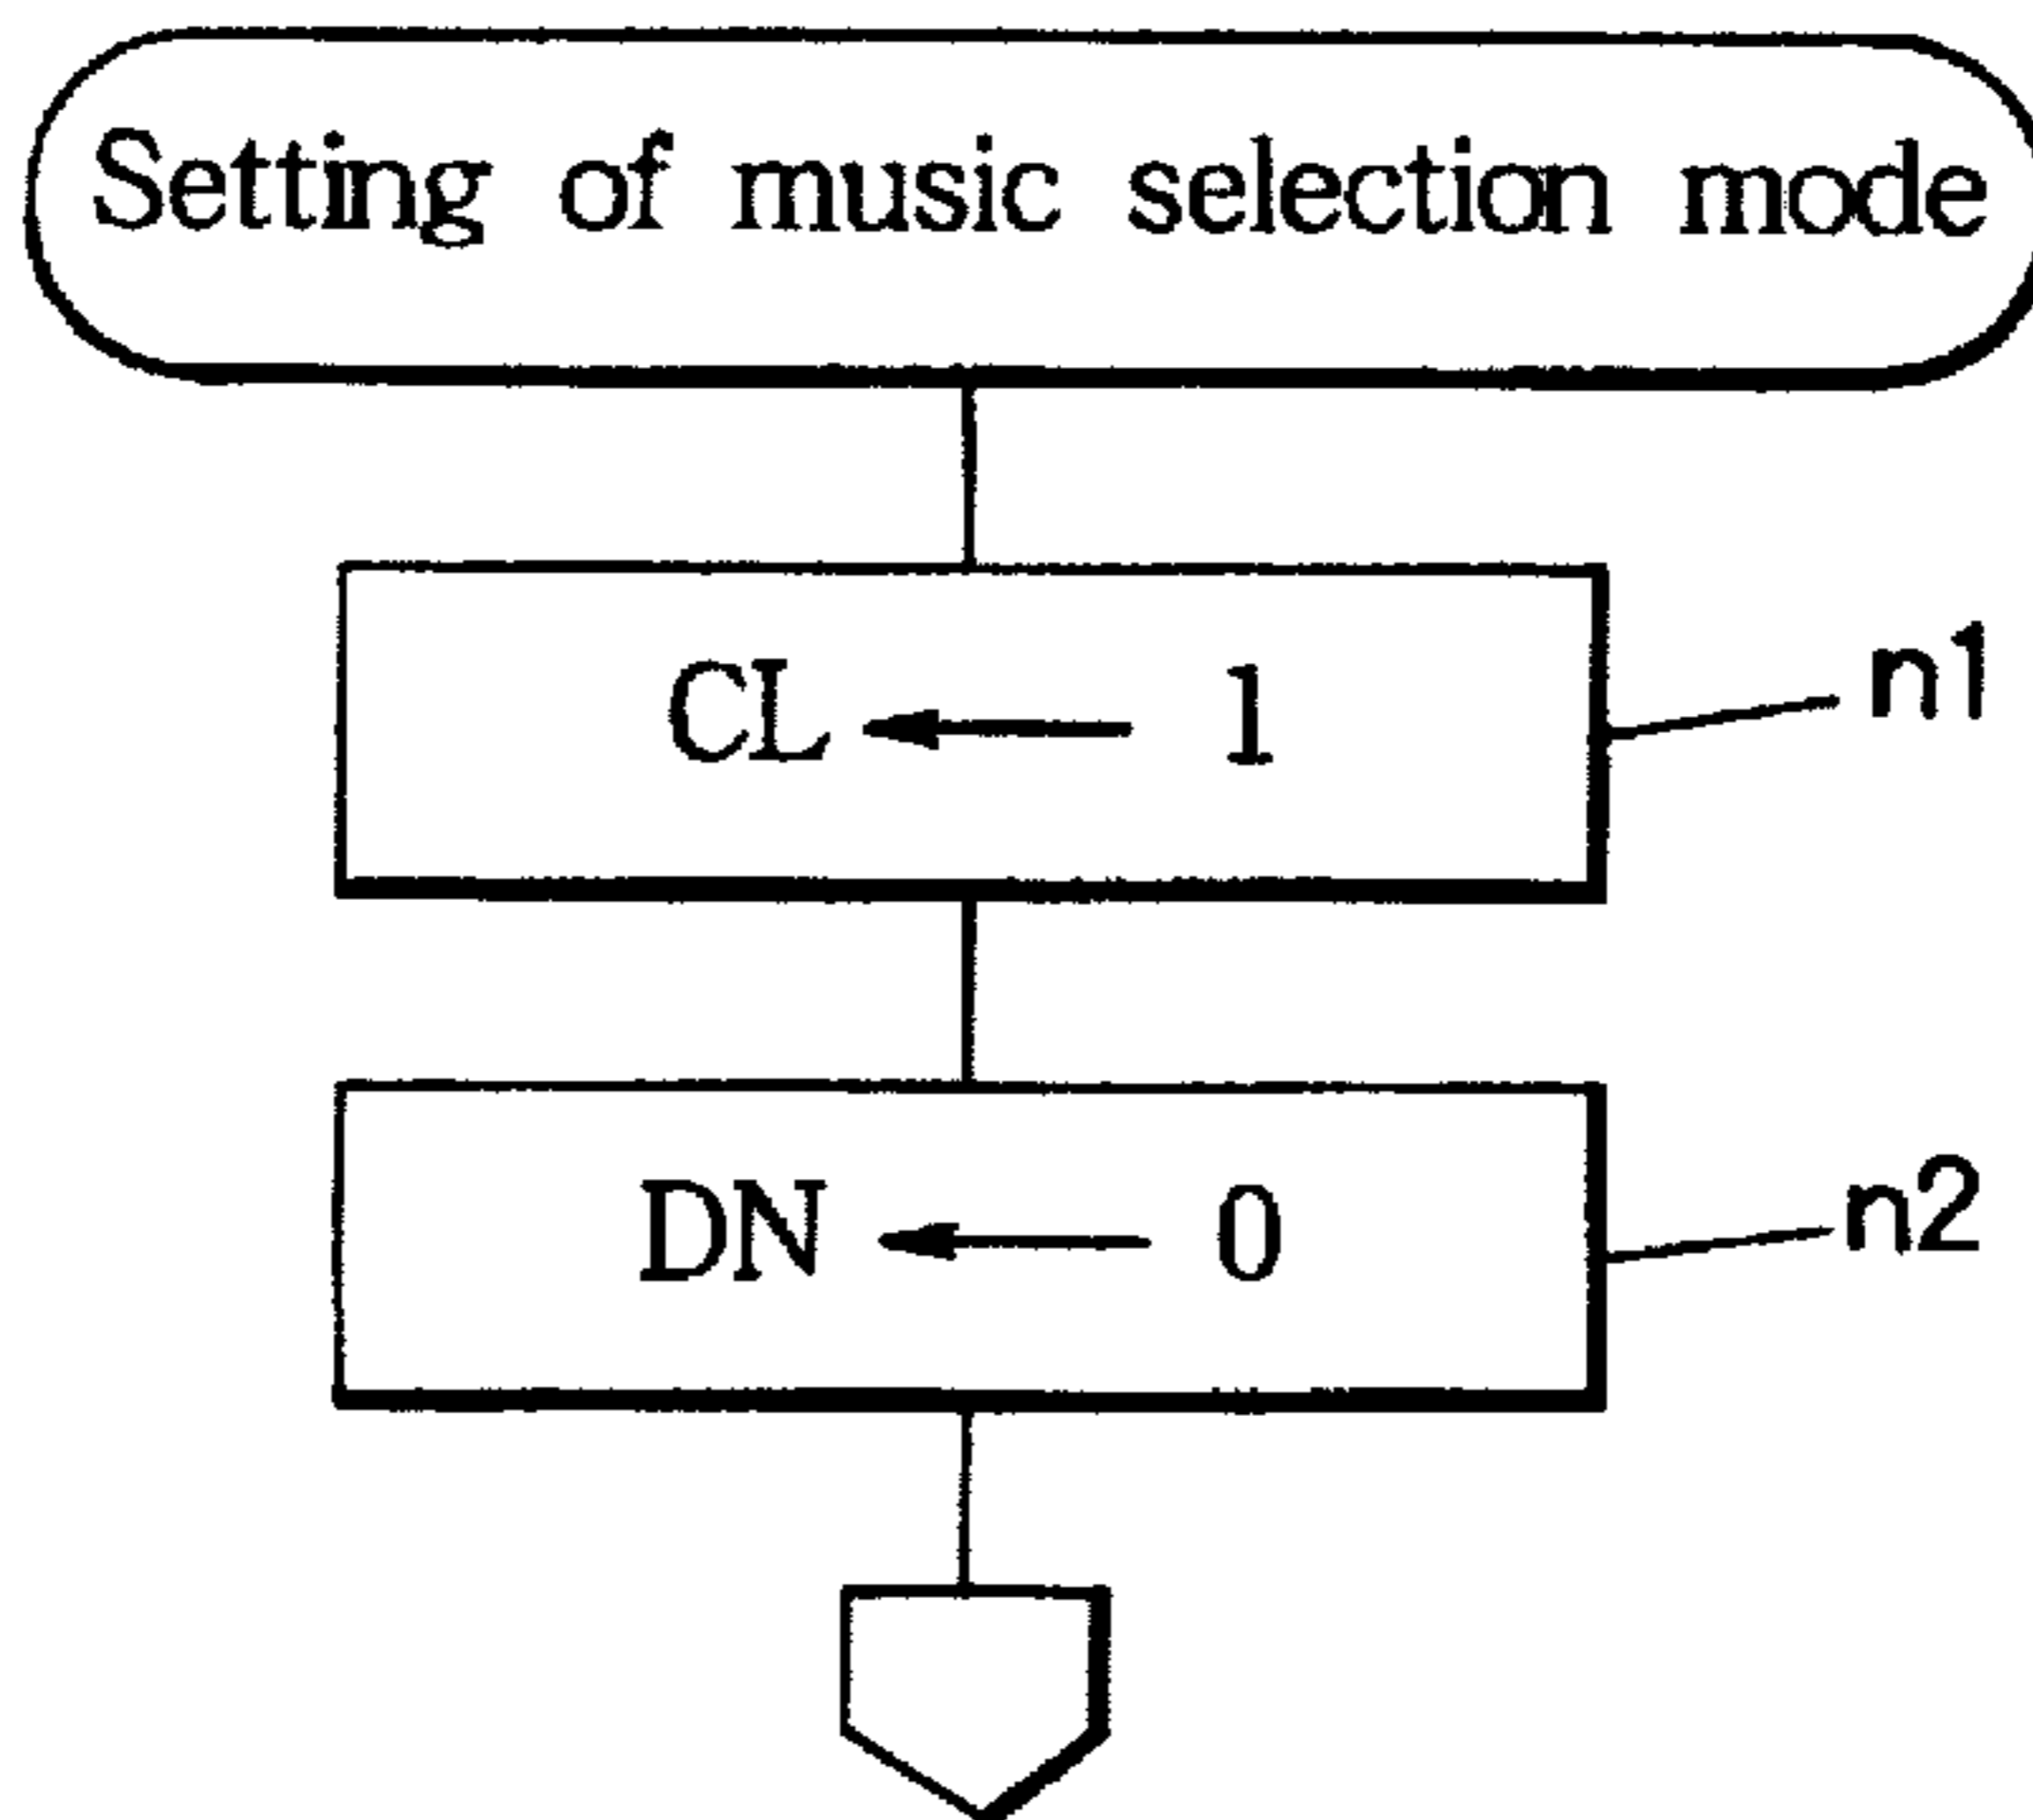 Setting of music selection mode
CL ← 1
n1
DN ← 0
n2